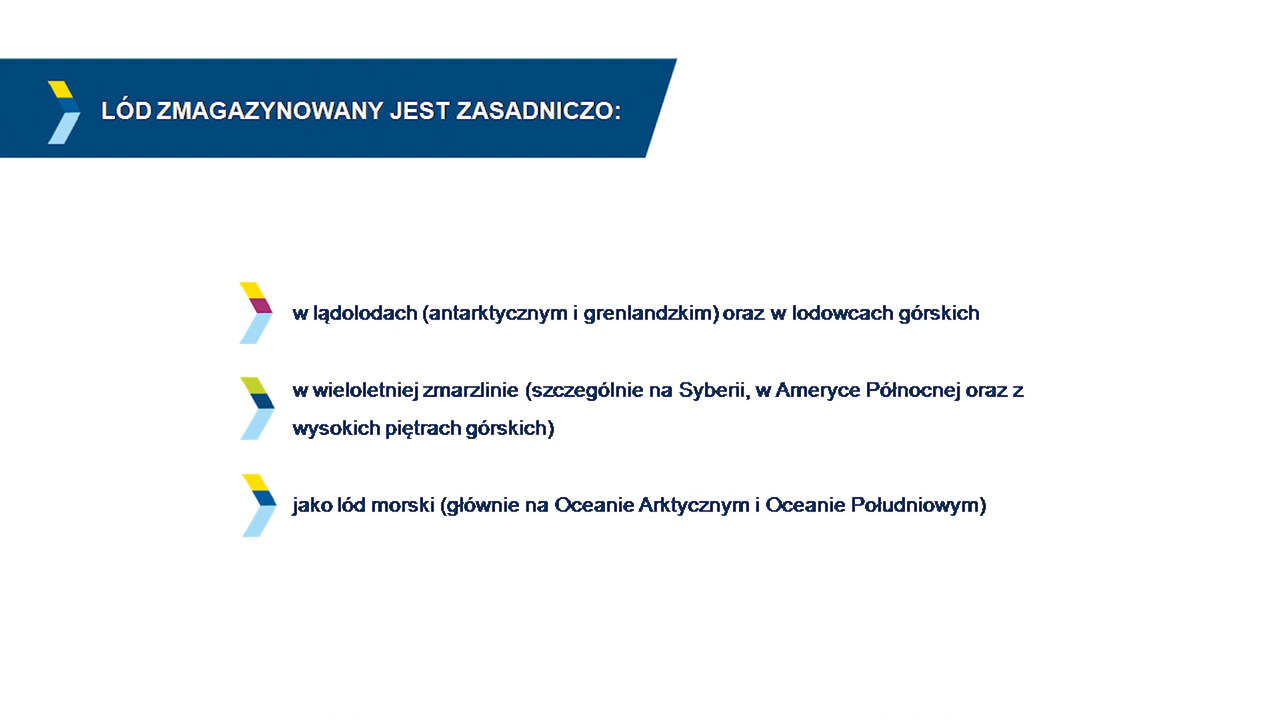 LÓD ZMAGAZYNOWANY JEST ZASADNICZO:
w lądolodach (antarktycznym i grenlandzkim) oraz w lodowcach górskich
w wieloletniej zmarzlinie (szczególnie na Syberii, w Ameryce Północnej oraz z
wysokich piętrach górskich)
jako lód morski (głównie na Oceanie Arktycznym i Oceanie Południowym)